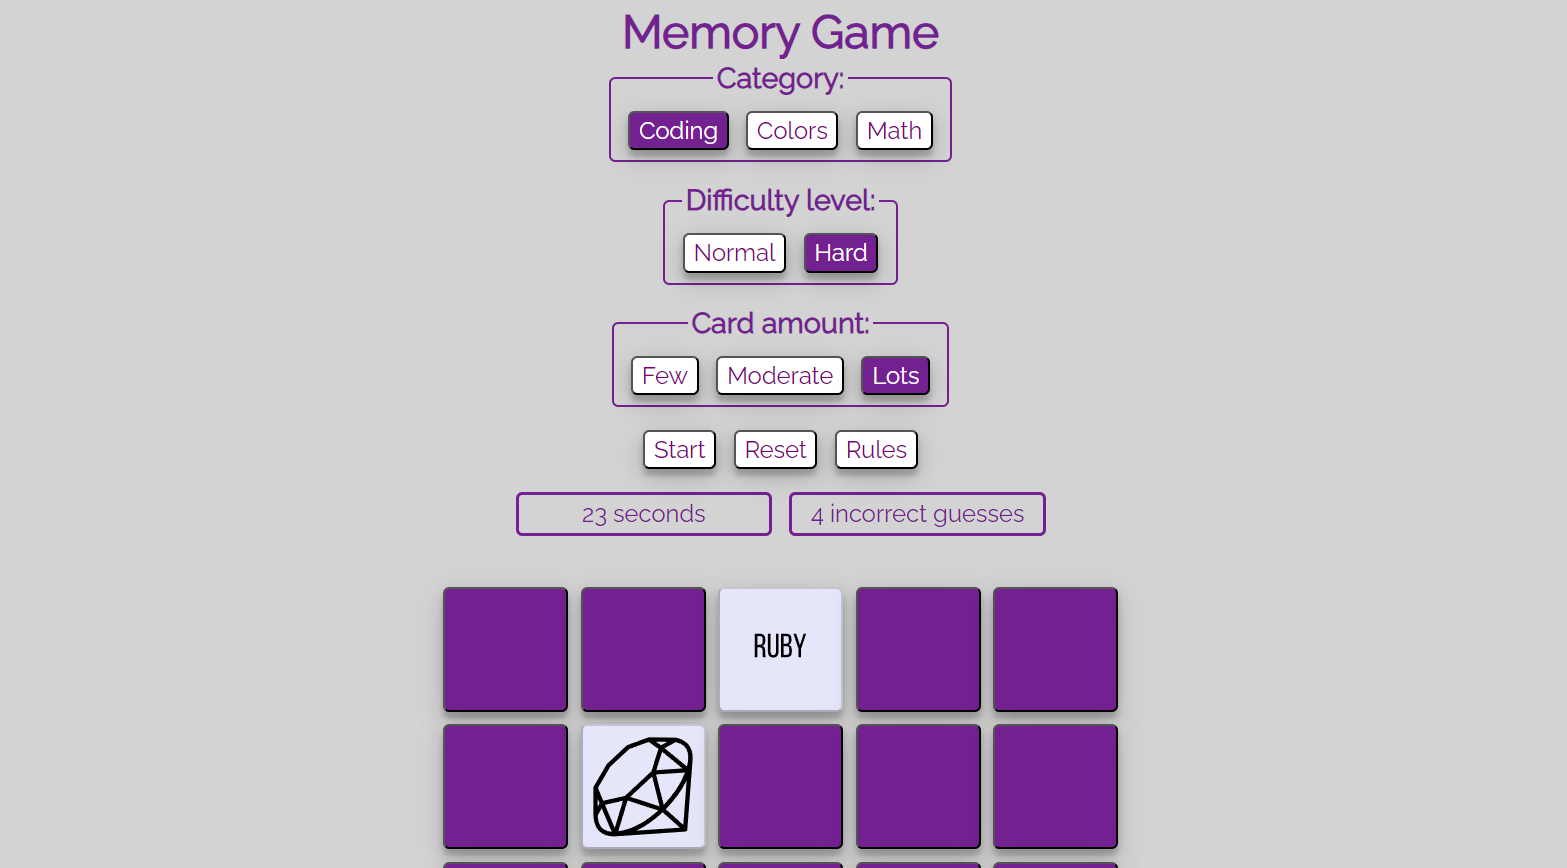 Memory Game
Category:
Coding Colors Math
Difficulty level:
Normal Hard
Card amount:
Few Moderate Lots
Start Reset Rules
23 seconds 4 incorrect guesses
RUBY